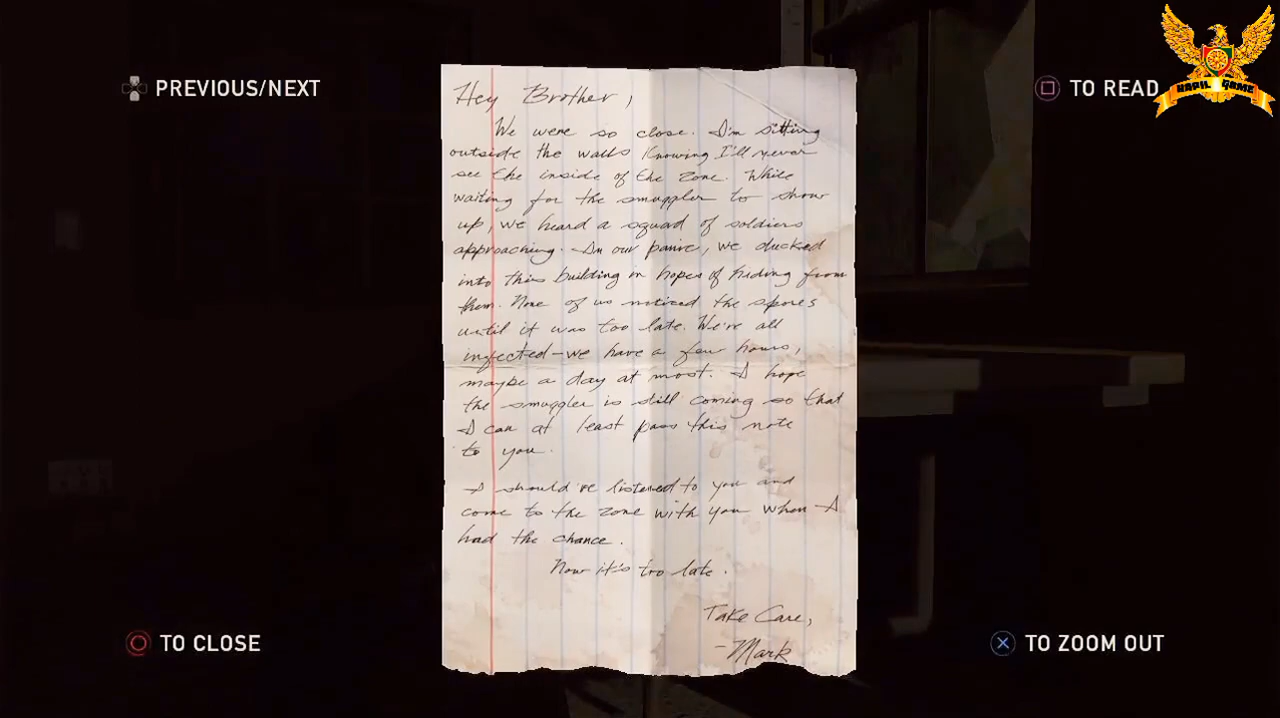 PREVIOUS/NEXT
TO READ
KAPIL GAME
Hey Brother,
We were so close. I'm sitting
outside the walls knowing I'll never
see the inside of the zone. While
waiting for the smuggler to show
up, we heard a squad of soldiers
approaching. In our panic, we ducked
into this building in hopes of hiding from
them. None of us noticed the spores
until it was too late. We're all
infected-we have a few hours,
maybe a day at most. I hope
the smuggler is still coming so that
I can at least pass this note
to you.
I should've listened to you and
come to the zone with you when I
had the chance.
Now it's too late.
Take Care,
-Mark
TO CLOSE
TO ZOOM OUT